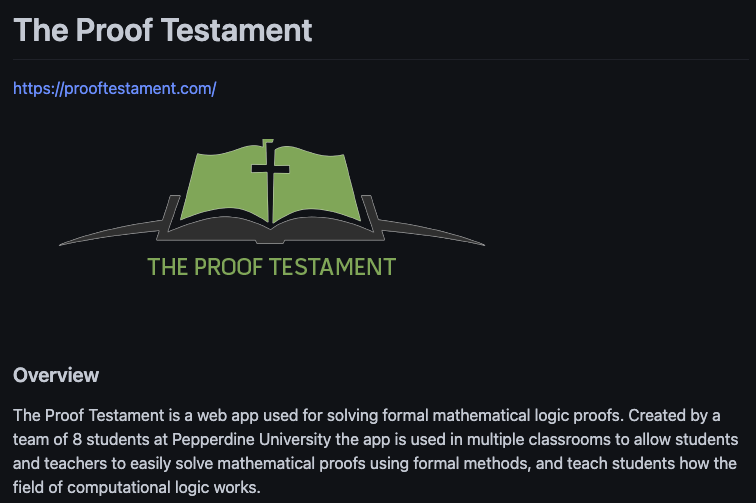 The Proof Testament
https://prooftestament.com/
THE PROOF TESTAMENT
Overview
The Proof Testament is a web app used for solving formal mathematical logic proofs. Created by a
team of 8 students at Pepperdine University the app is used in multiple classrooms to allow students
and teachers to easily solve mathematical proofs using formal methods, and teach students how the
field of computational logic works.